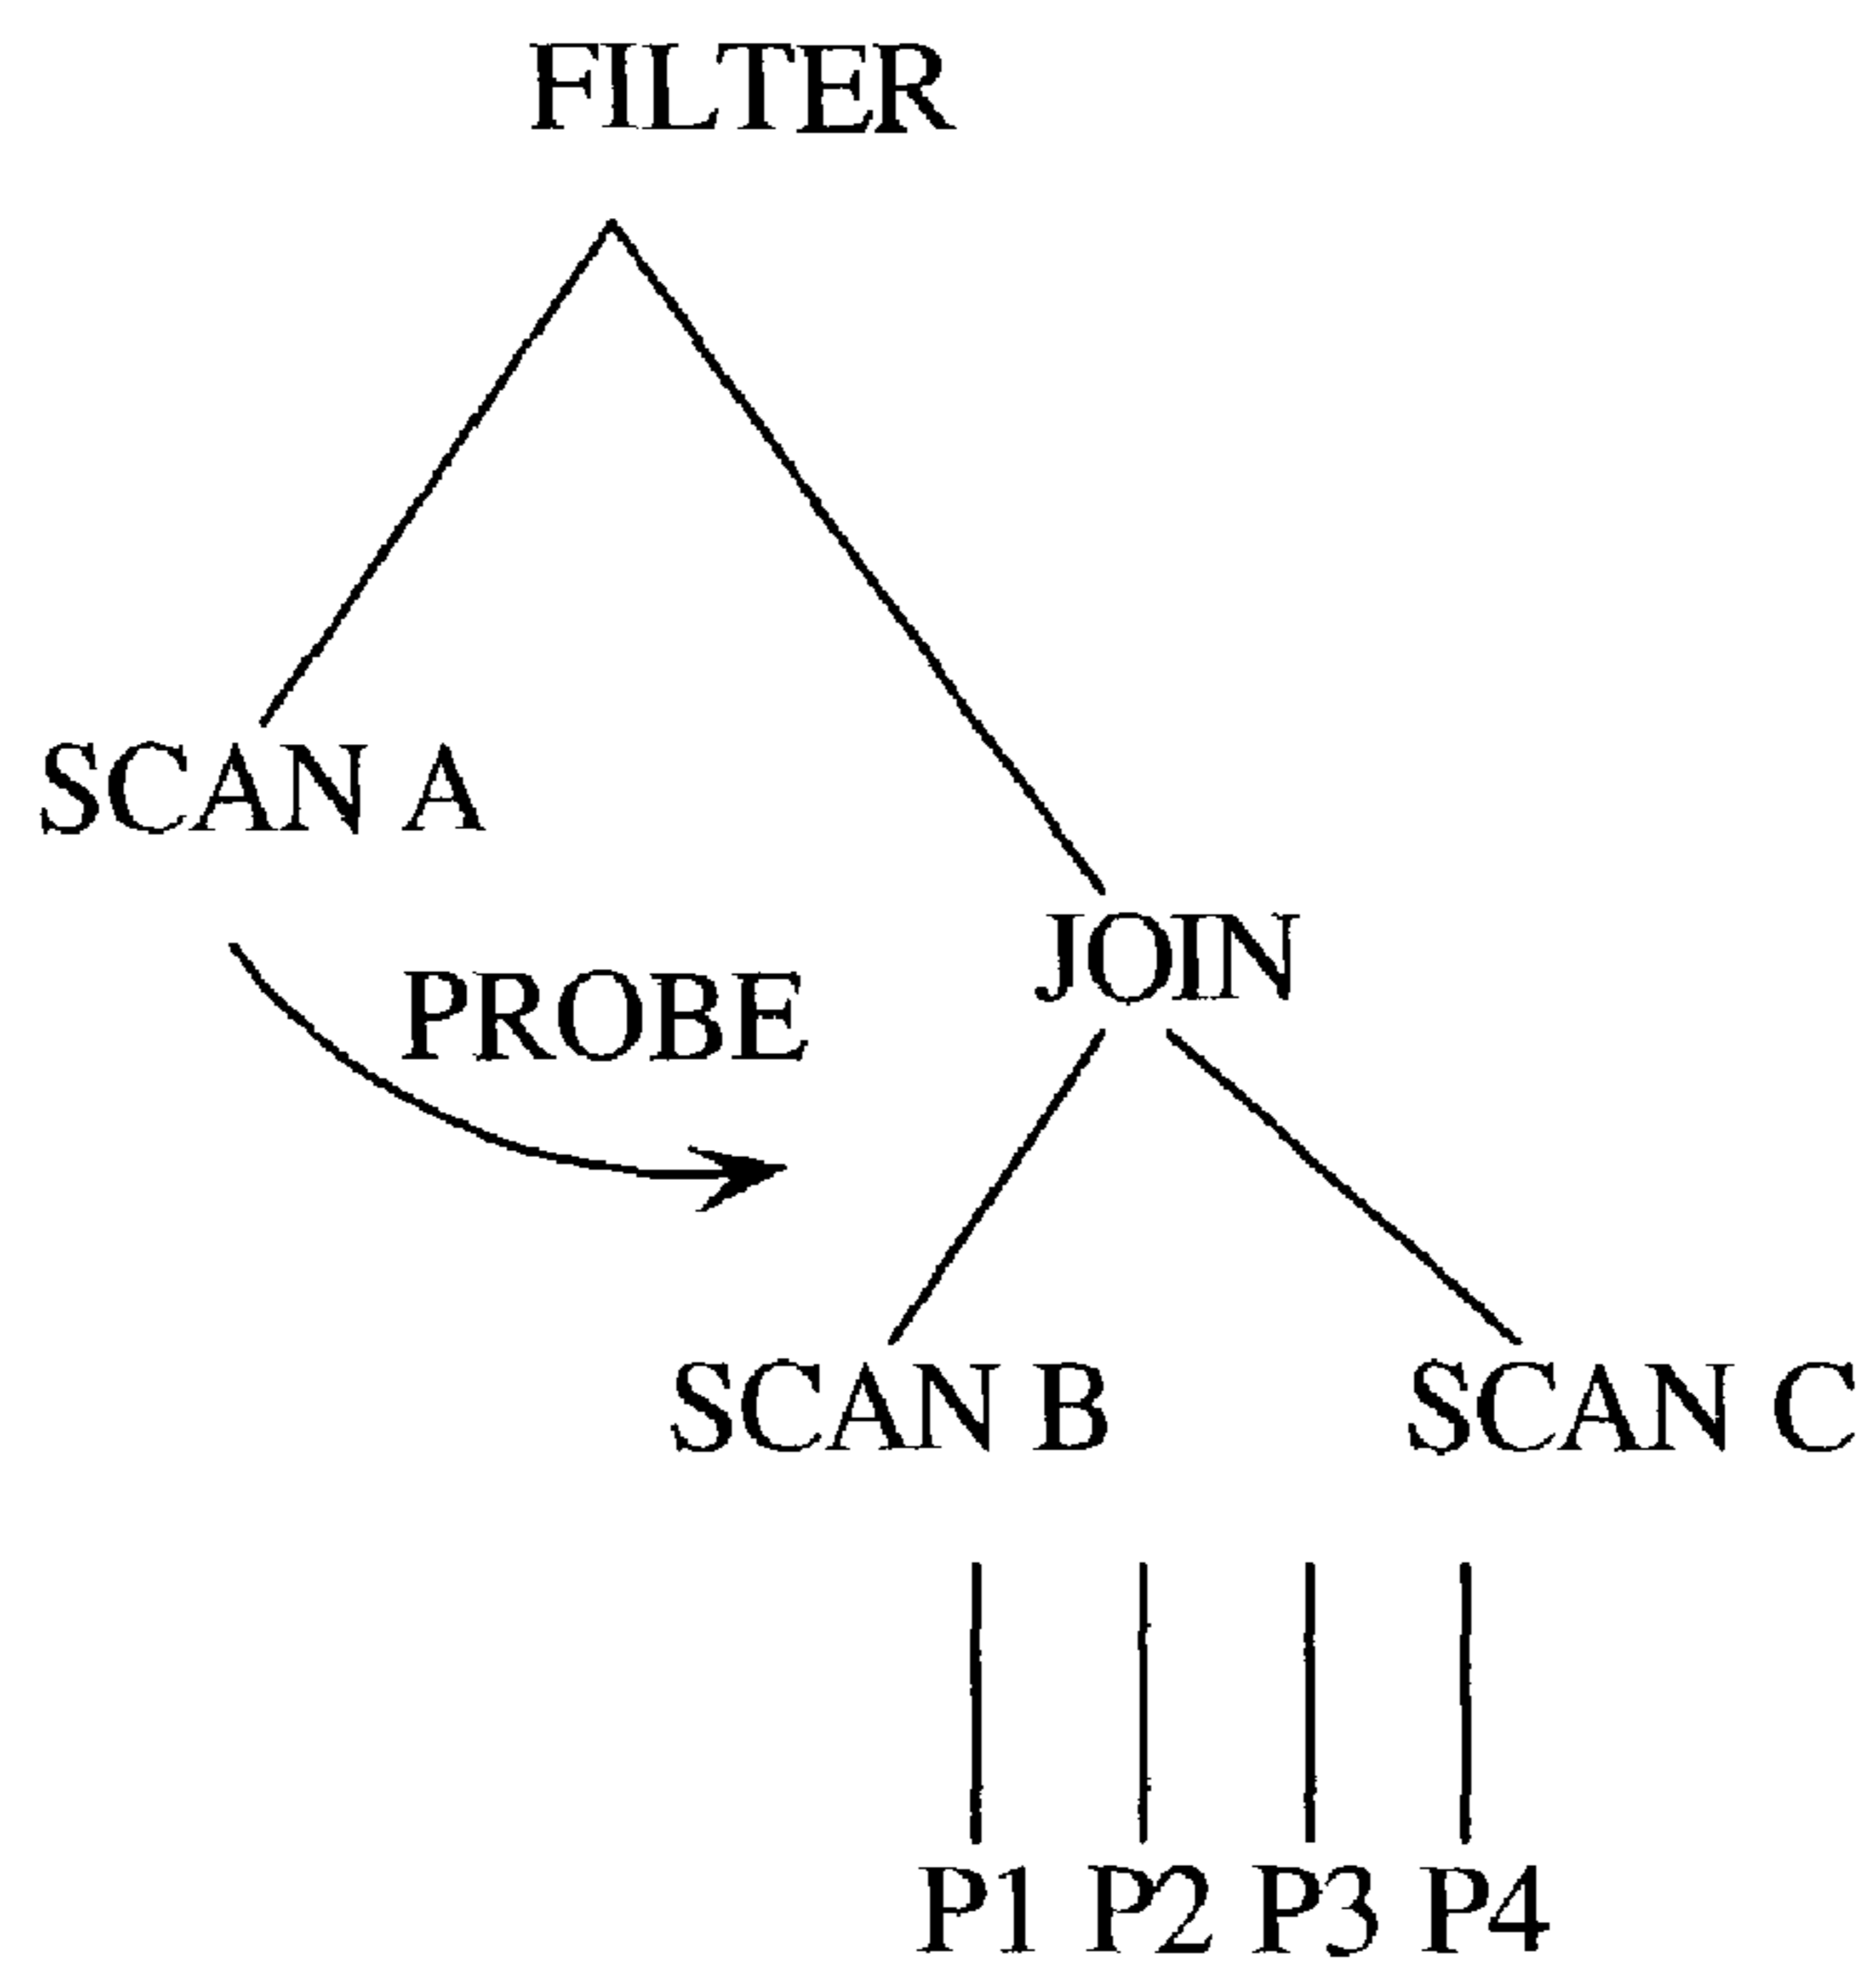 FILTER
SCAN A
JOIN
PROBE
SCAN B SCAN C
P1 P2 P3 P4